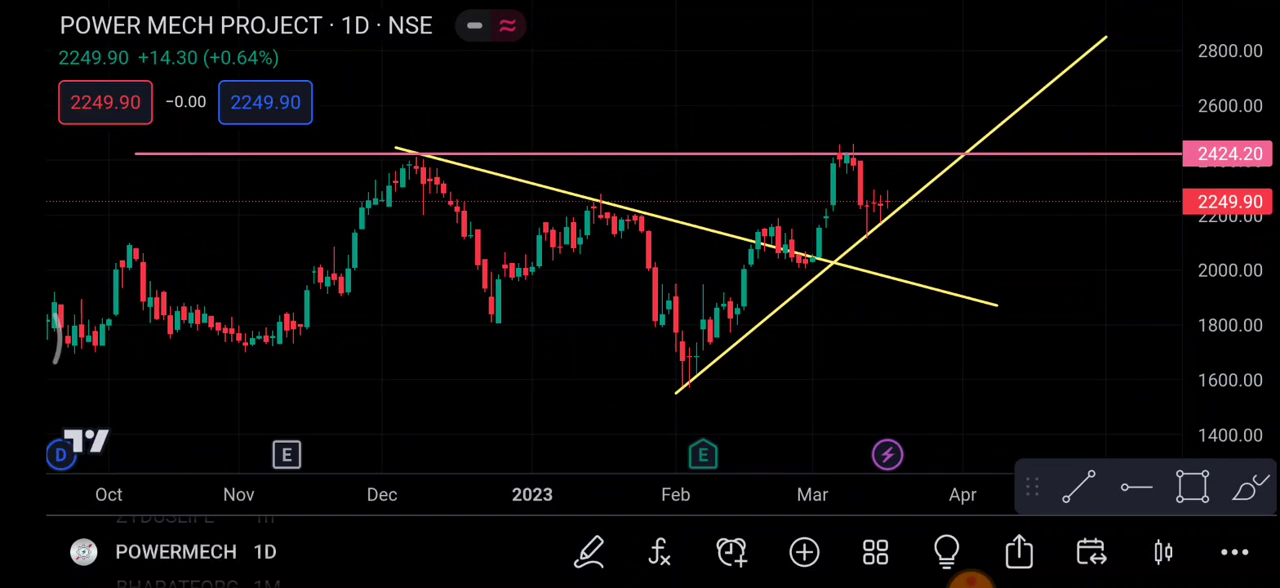 POWER MECH PROJECT · 1D · NSE
2249.90 +14.30 (+0.64%)
2249.90 −0.00 2249.90
2800.00
2600.00
2424.20
2249.90
2200.00
2000.00
1800.00
1600.00
1400.00
D E E
Oct Nov Dec 2023 Feb Mar Apr
POWERMECH 1D